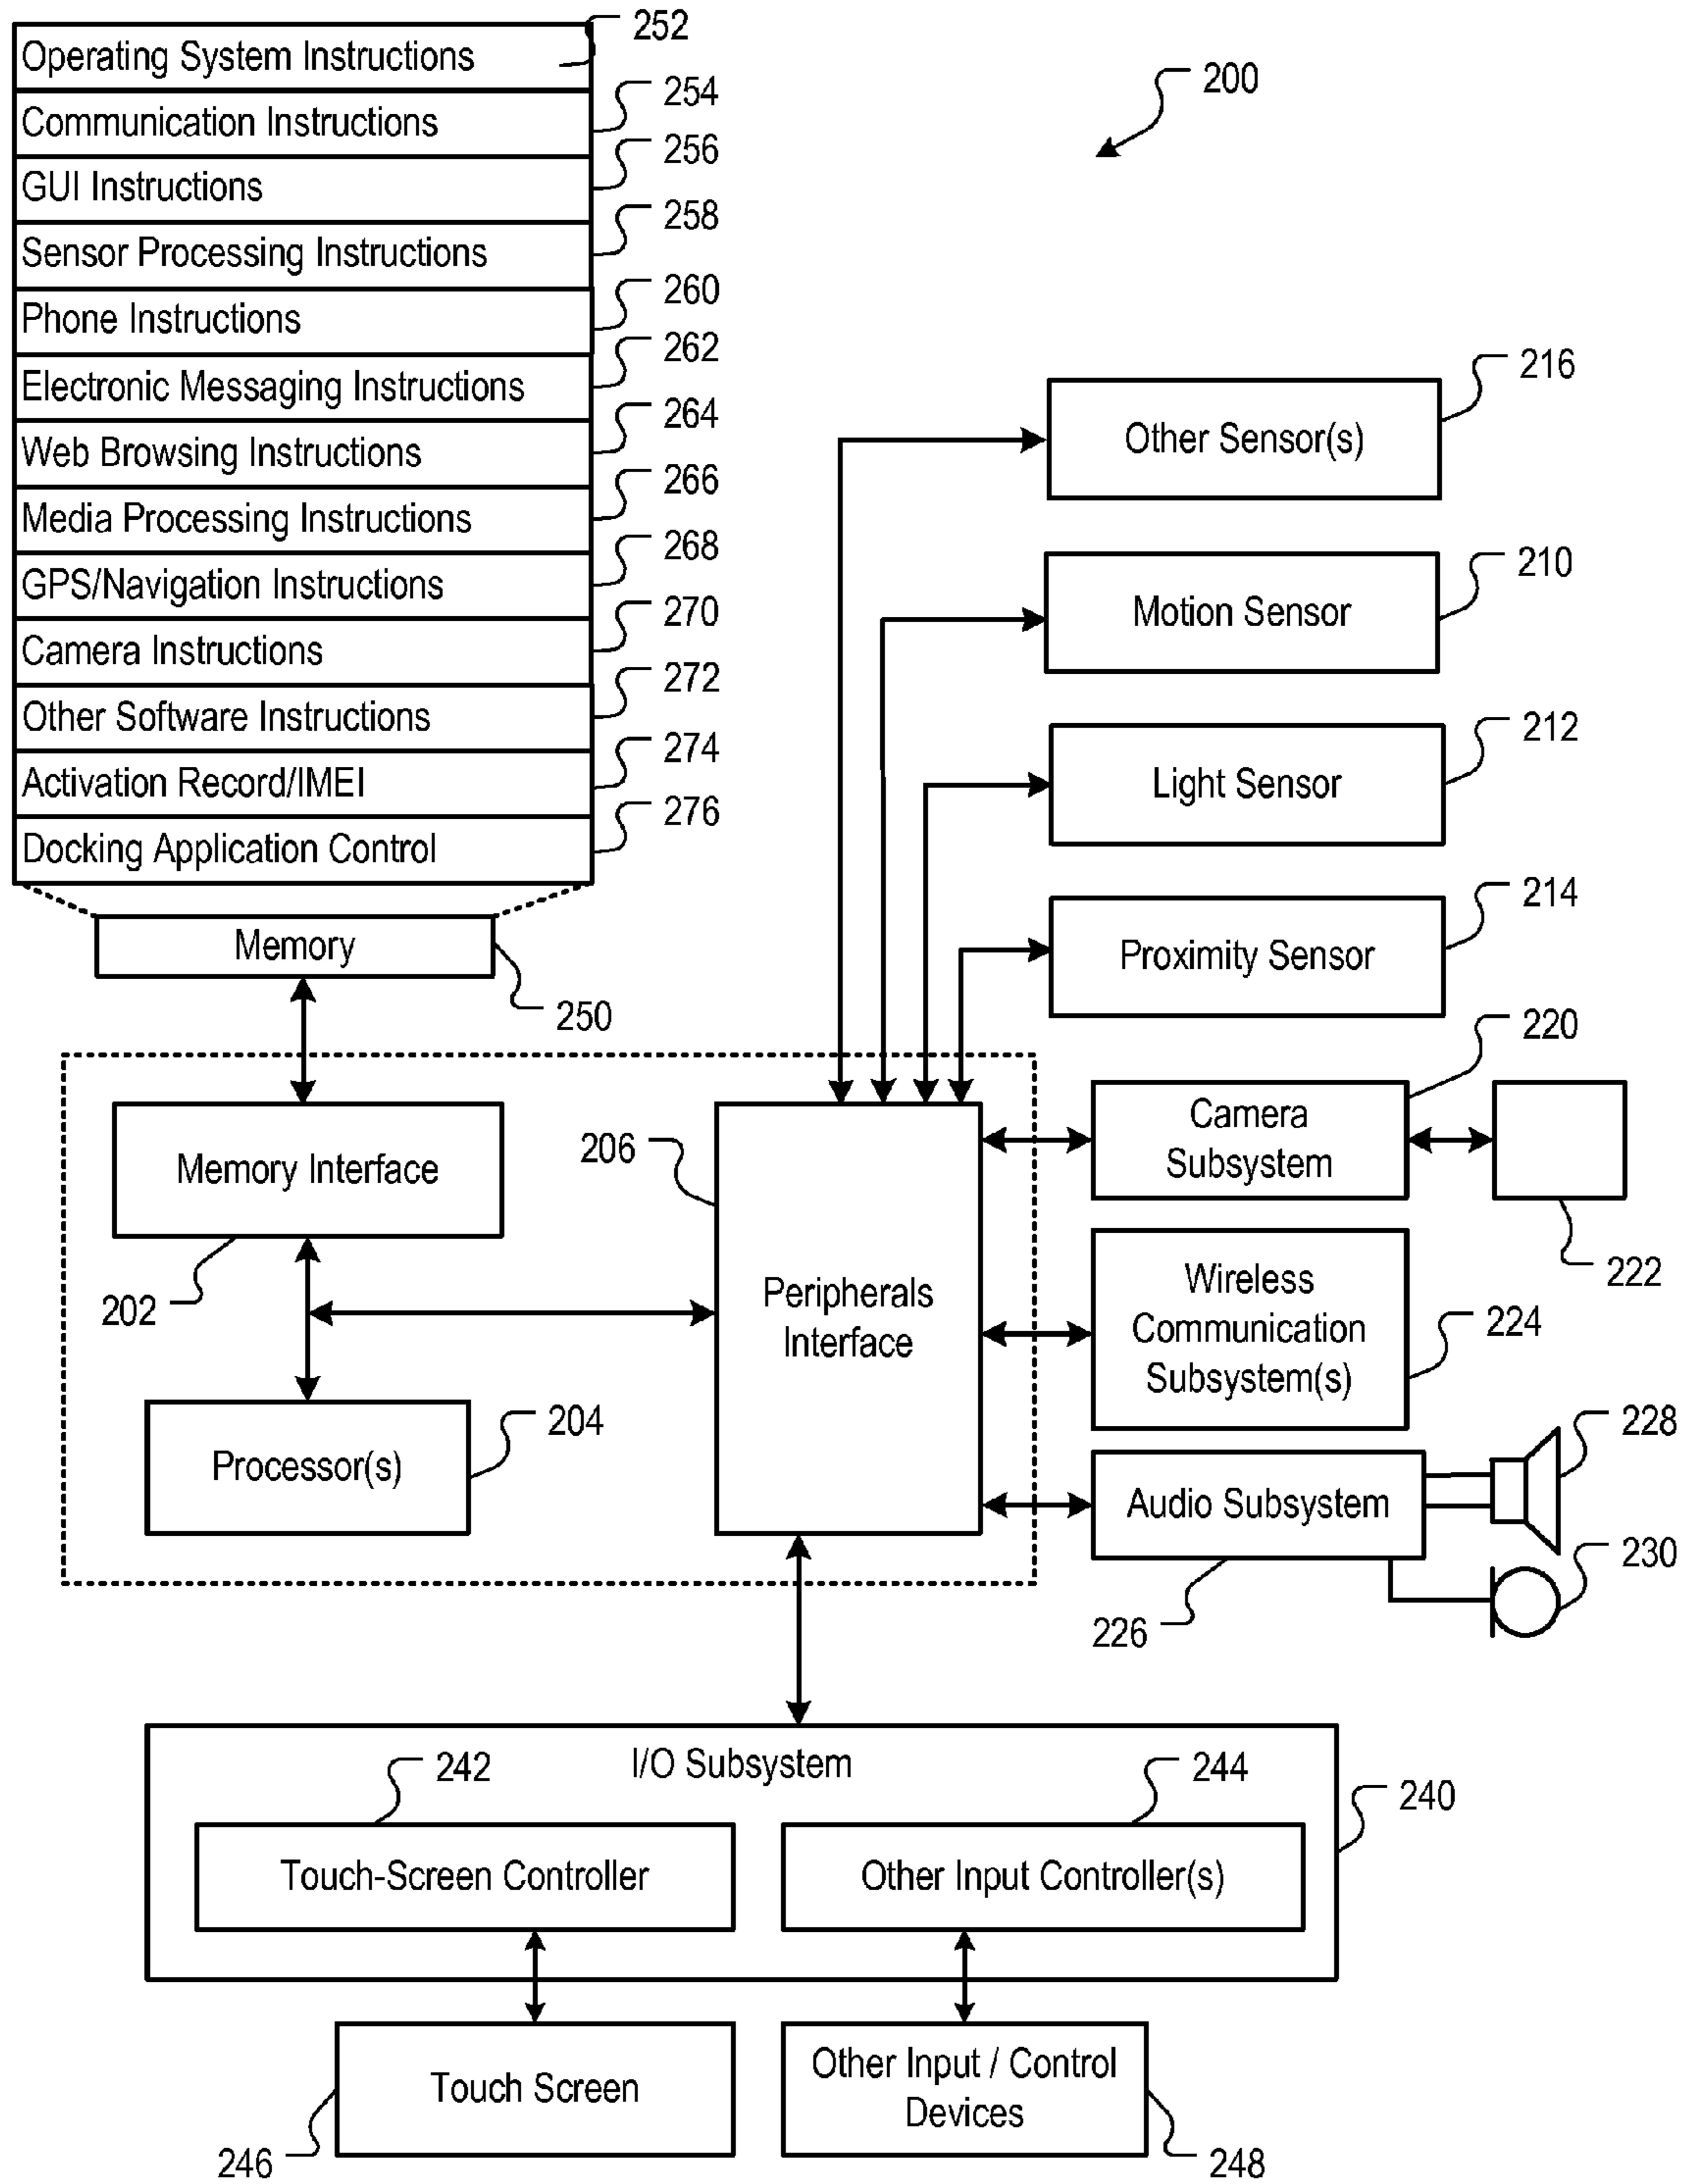 252
Operating System Instructions
254
Communication Instructions
256
GUI Instructions
258
Sensor Processing Instructions
260
Phone Instructions
262
Electronic Messaging Instructions
264
Web Browsing Instructions
266
Media Processing Instructions
268
GPS/Navigation Instructions
270
Camera Instructions
272
Other Software Instructions
274
Activation Record/IMEI
276
Docking Application Control
Memory
250
200
216
Other Sensor(s)
210
Motion Sensor
212
Light Sensor
214
Proximity Sensor
220
Camera
Subsystem
222
Memory Interface
202
206
Peripherals
Interface
Wireless
Communication
Subsystem(s)
224
Processor(s)
204
Audio Subsystem
228
230
226
I/O Subsystem
242
244
240
Touch-Screen Controller
Other Input Controller(s)
Touch Screen
246
Other Input / Control
Devices
248